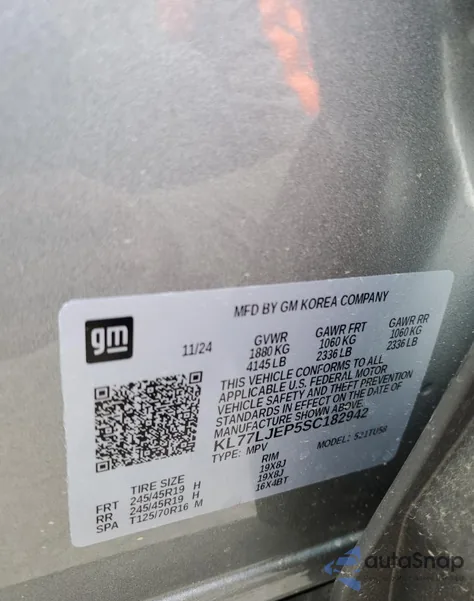 MFD BY GM KOREA COMPANY
gm
11/24
GVWR
1880 KG
4145 LB
GAWR FRT
1060 KG
2336 LB
GAWR RR
1060 KG
2336 LB
THIS VEHICLE CONFORMS TO ALL
APPLICABLE U.S. FEDERAL MOTOR
VEHICLE SAFETY AND THEFT PREVENTION
STANDARDS IN EFFECT ON THE DATE OF
MANUFACTURE SHOWN ABOVE.
KL77LJEP5SC182942
TYPE: MPV
MODEL:
TIRE SIZE
RIM
FRT 245/45R19 H 19X8J
RR 245/45R19 H 19X8J
SPA T125/70R16 M 16X4BT
autoSnap